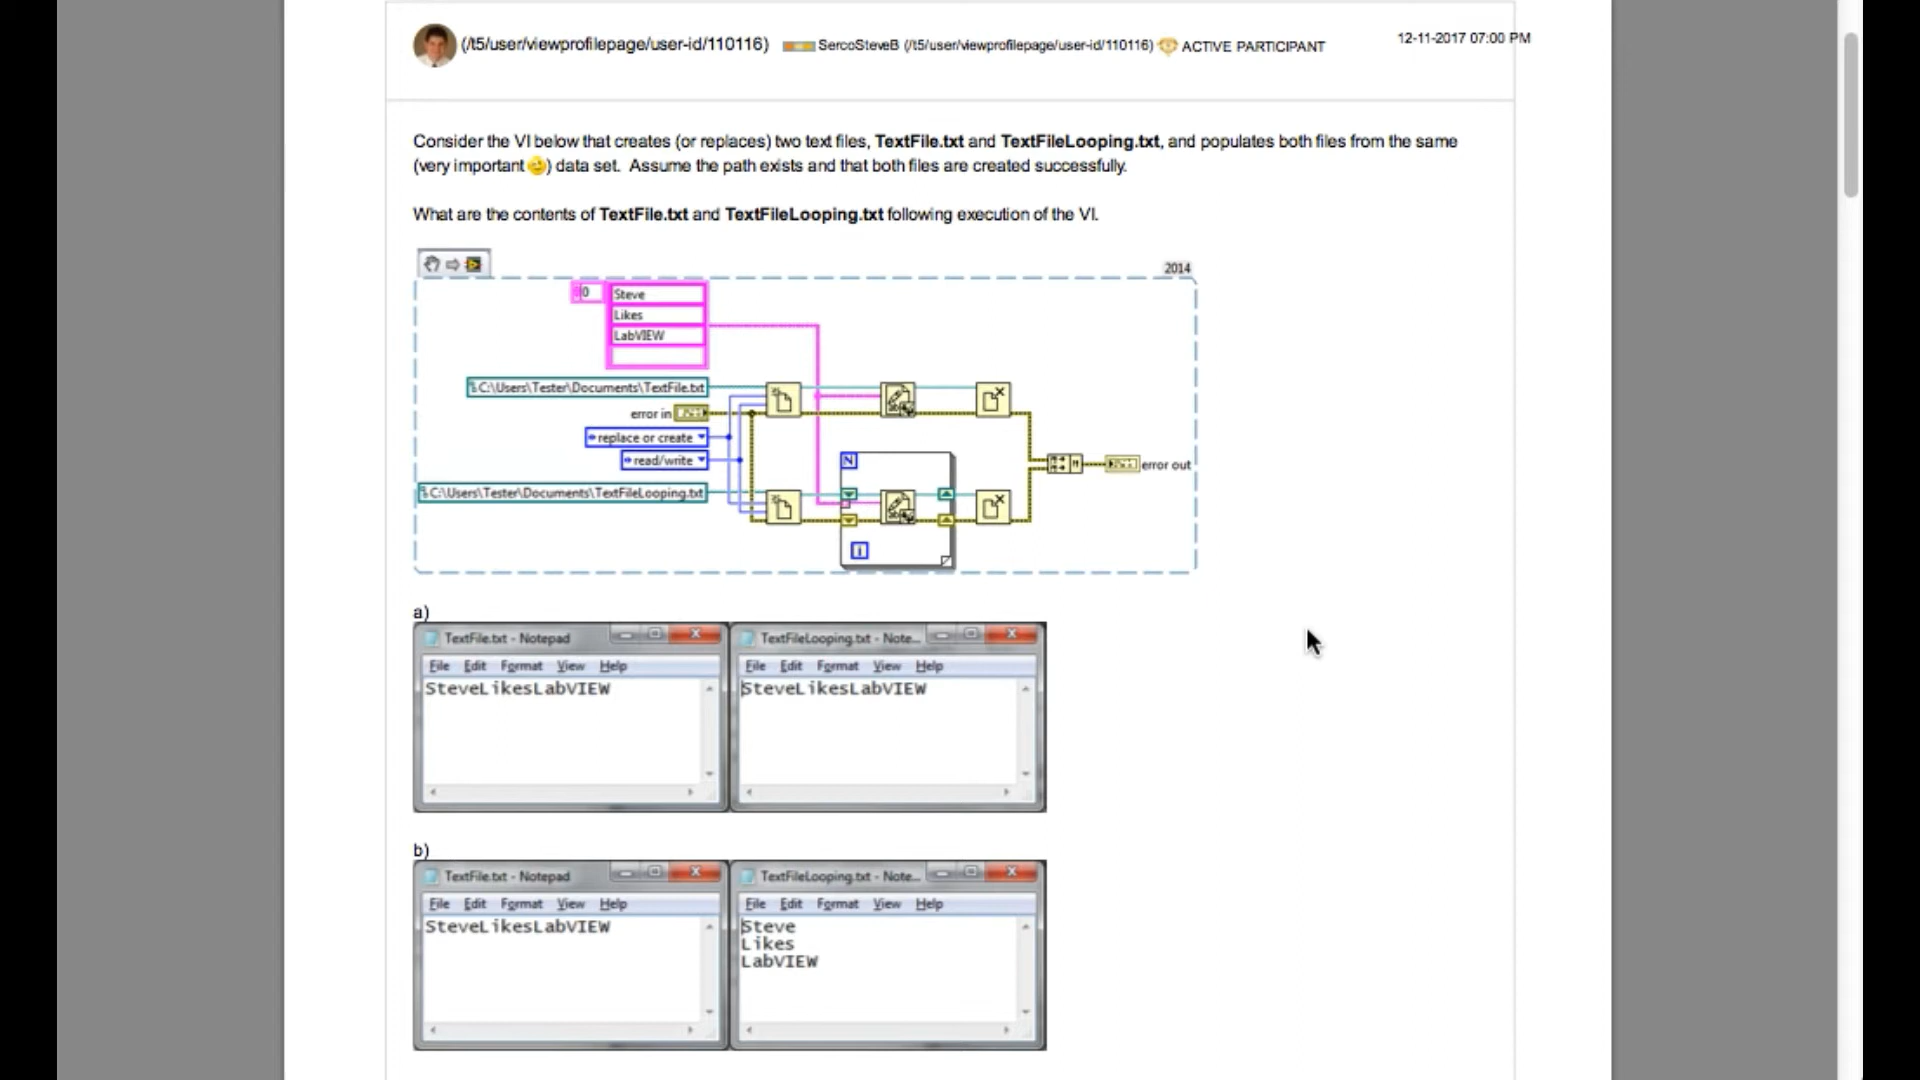 (/t5/user/viewprofilepage/user-id/110116) SercoSteveB (/t5/user/viewprofilepage/user-id/110116) ACTIVE PARTICIPANT 12-11-2017 07:00 PM
Consider the VI below that creates (or replaces) two text files, TextFile.txt and TextFileLooping.txt, and populates both files from the same
(very important ) data set. Assume the path exists and that both files are created successfully.
What are the contents of TextFile.txt and TextFileLooping.txt following execution of the VI.
2014
0 Steve
Likes
LabVIEW
C:\Users\Tester\Documents\TextFile.txt
error in
replace or create
N
read/write
error out
C:\Users\Tester\Documents\TextFileLooping.txt
i
a)
TextFile.txt - Notepad TextFileLooping.txt - Note...
File Edit Format View Help File Edit Format View Help
SteveLikesLabVIEW SteveLikesLabVIEW
b)
TextFile.txt - Notepad TextFileLooping.txt - Note...
File Edit Format View Help File Edit Format View Help
SteveLikesLabVIEW Steve
Likes
LabVIEW